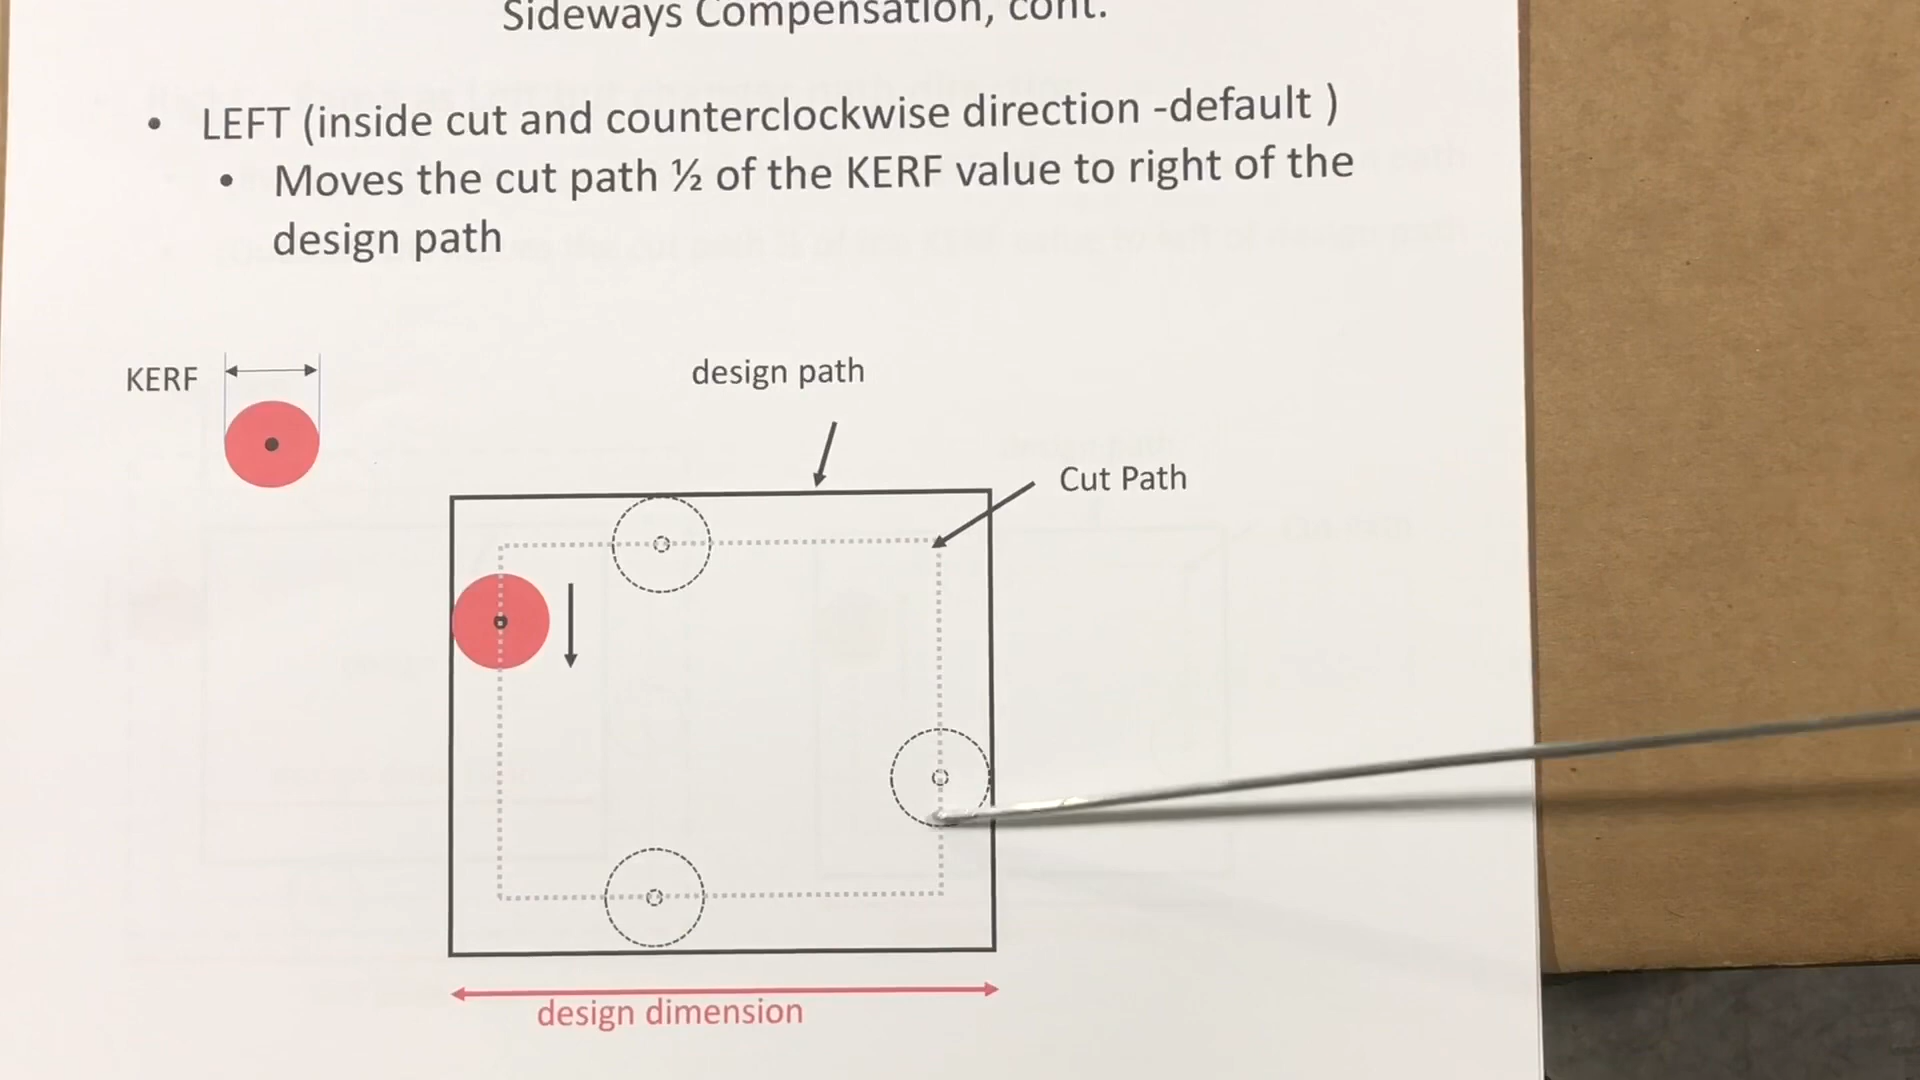 Sideways Compensation, cont.
• LEFT (inside cut and counterclockwise direction -default )
• Moves the cut path ½ of the KERF value to right of the
design path
KERF
design path
Cut Path
design dimension